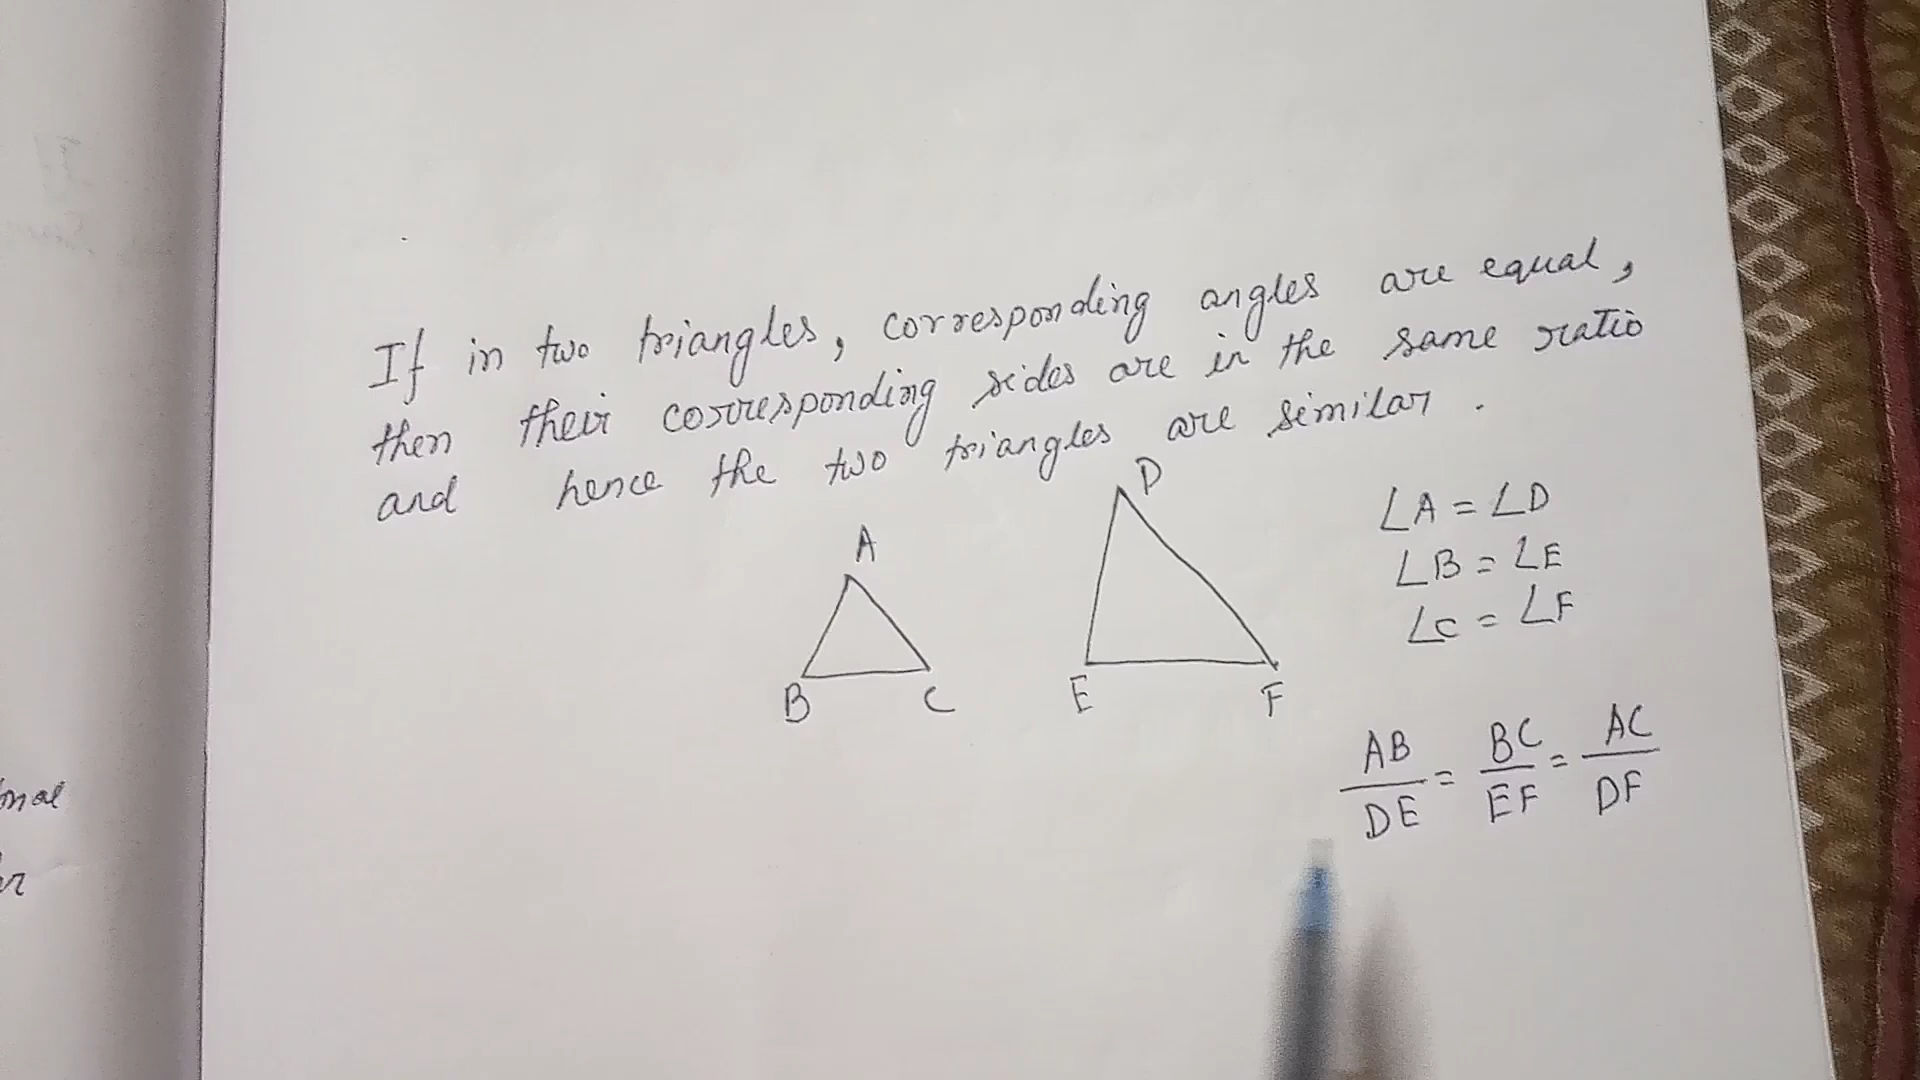 If in two triangles, corresponding angles are equal,
then their corresponding sides are in the same ratio
and hence the two triangles are similar.
A
B C
D
E F
∠A = ∠D
∠B = ∠E
∠C = ∠F
AB/DE = BC/EF = AC/DF